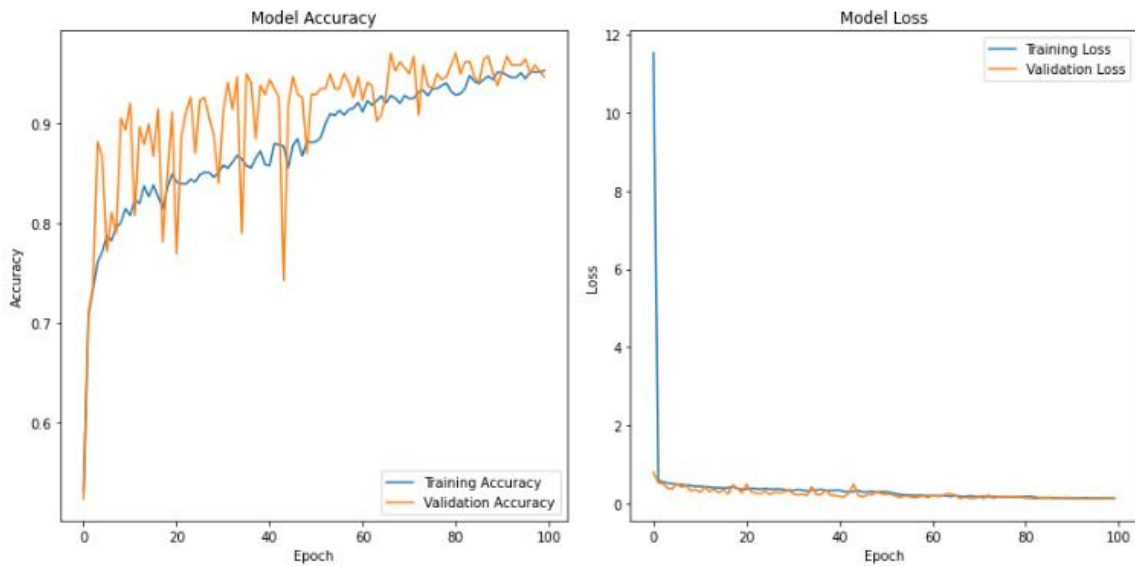 Model Accuracy
Accuracy
0.9
0.8
0.7
0.6
Training Accuracy
Validation Accuracy
0 20 40 60 80 100
Epoch
Model Loss
Loss
12
10
8
6
4
2
0
Training Loss
Validation Loss
0 20 40 60 80 100
Epoch